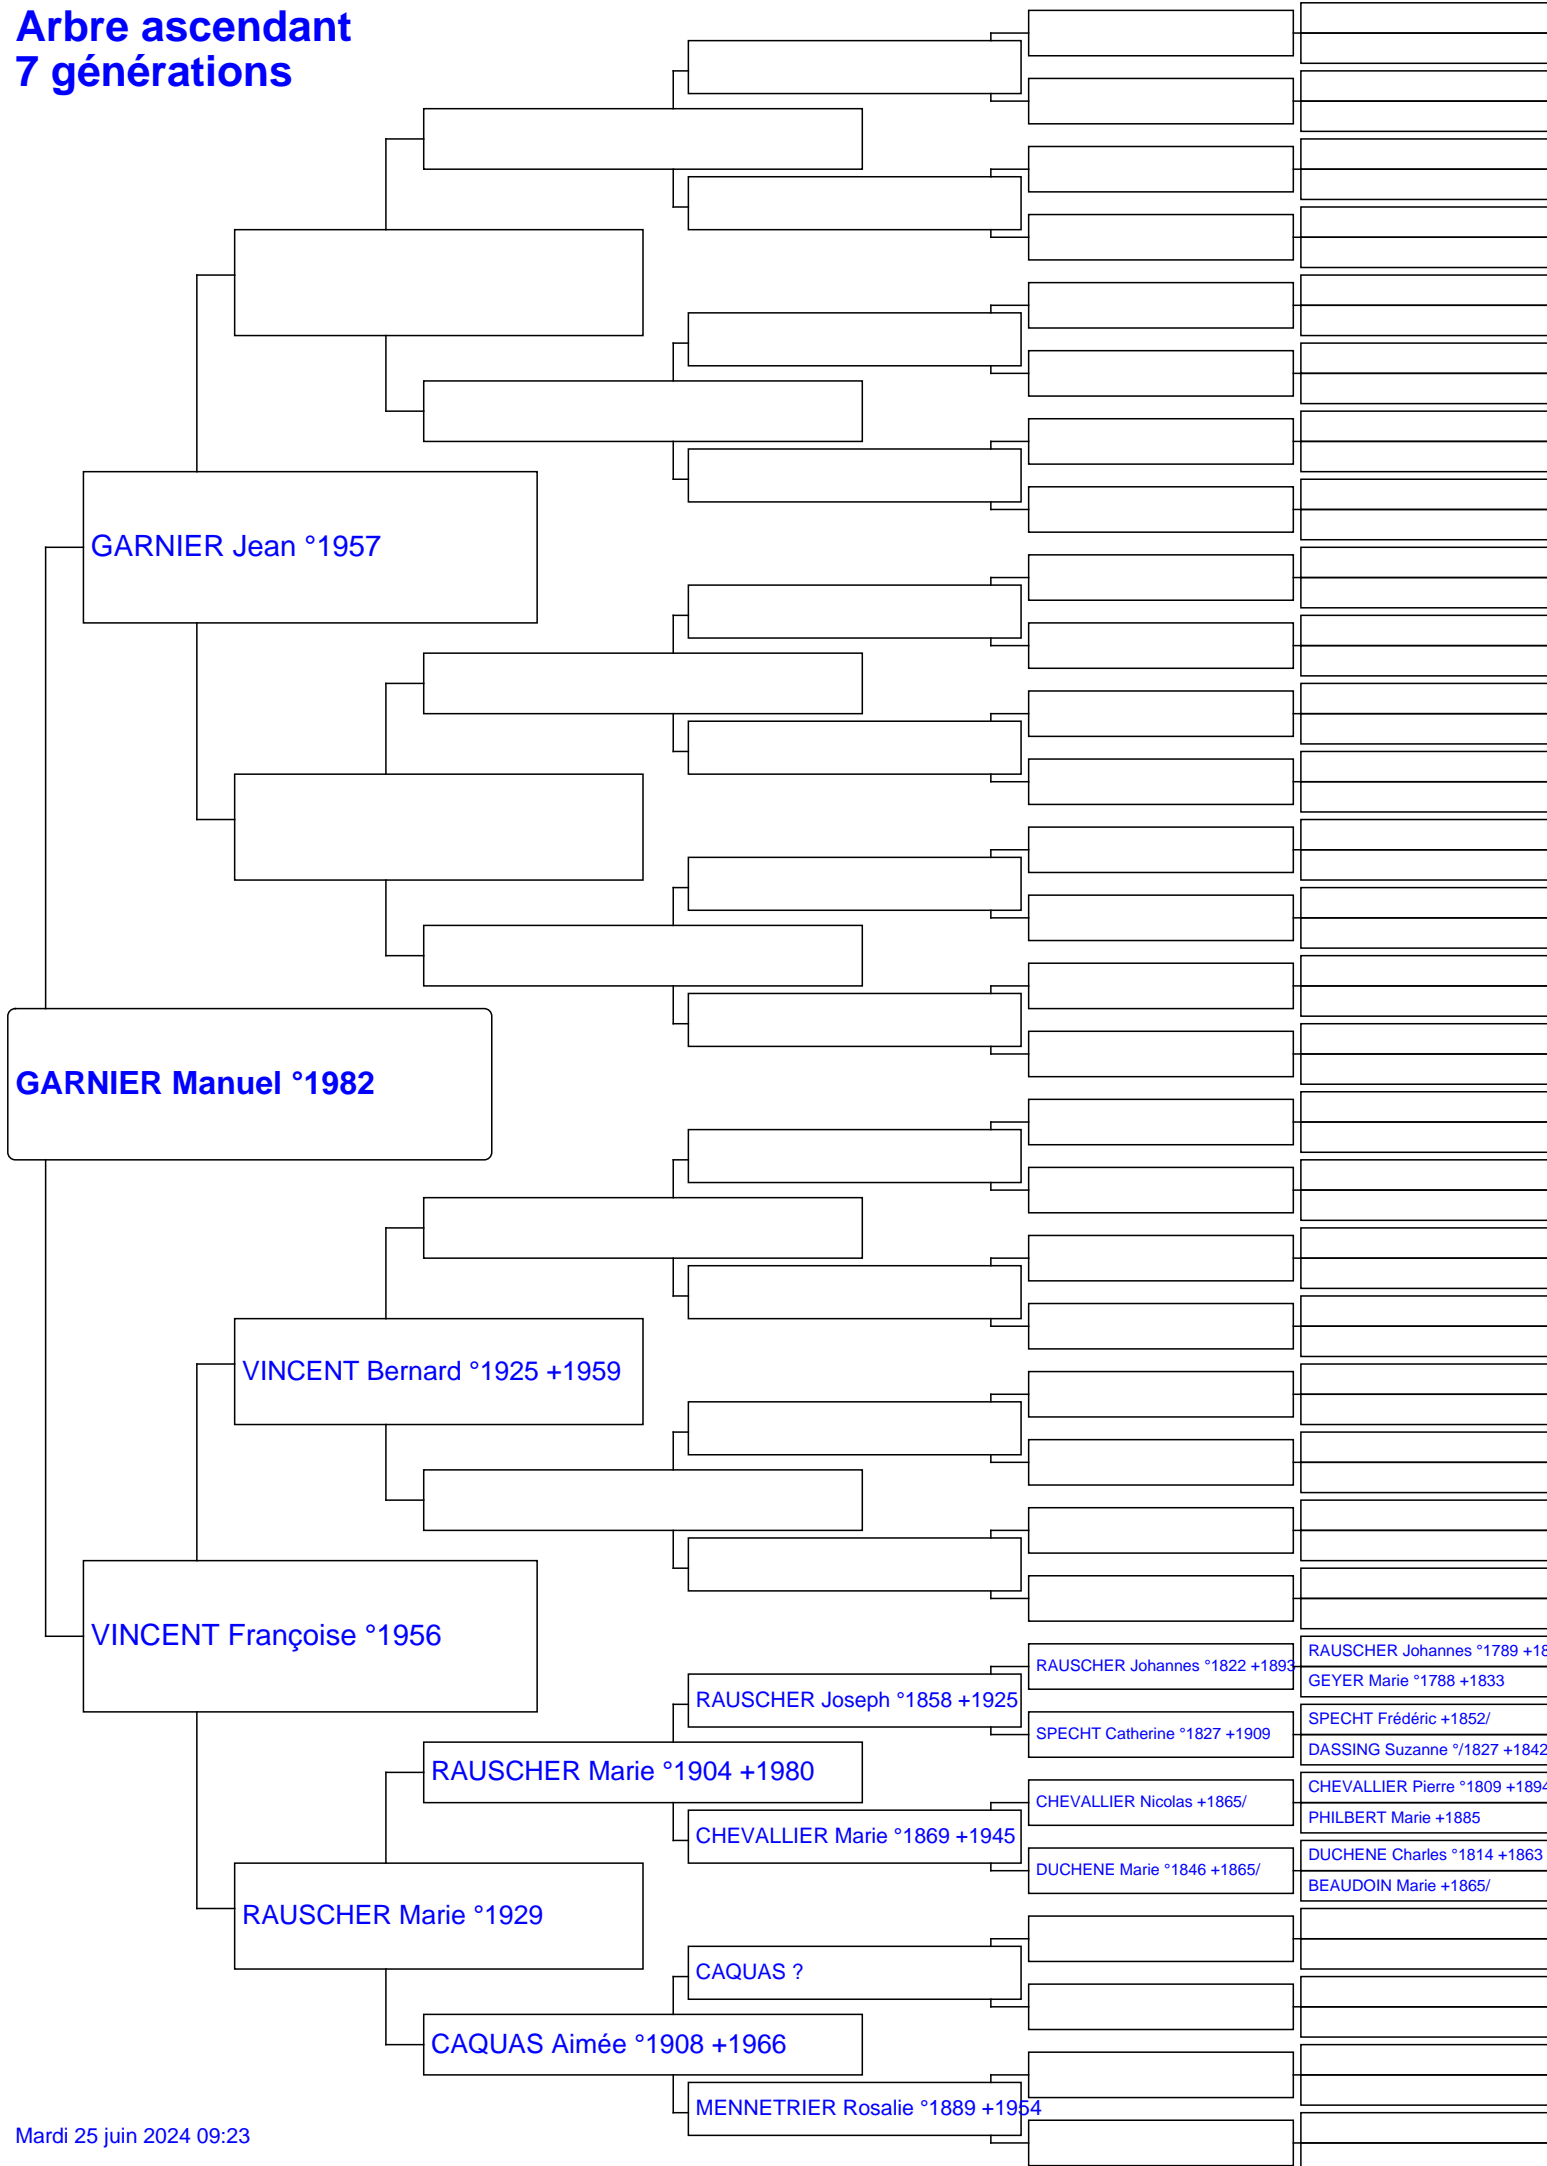 Arbre ascendant
7 générations
GARNIER Jean °1957
GARNIER Manuel °1982
VINCENT Bernard °1925 +1959
VINCENT Françoise °1956
RAUSCHER Johannes °1789 +18
RAUSCHER Johannes °1822 +1893
GEYER Marie °1788 +1833
RAUSCHER Joseph °1858 +1925
SPECHT Frédéric +1852/
SPECHT Catherine °1827 +1909
DASSING Suzanne °/1827 +1842
RAUSCHER Marie °1904 +1980
CHEVALLIER Pierre °1809 +1894
CHEVALLIER Nicolas +1865/
PHILBERT Marie +1885
CHEVALLIER Marie °1869 +1945
DUCHENE Charles °1814 +1863
DUCHENE Marie °1846 +1865/
BEAUDOIN Marie +1865/
RAUSCHER Marie °1929
CAQUAS ?
CAQUAS Aimée °1908 +1966
MENNETRIER Rosalie °1889 +1954
Mardi 25 juin 2024 09:23